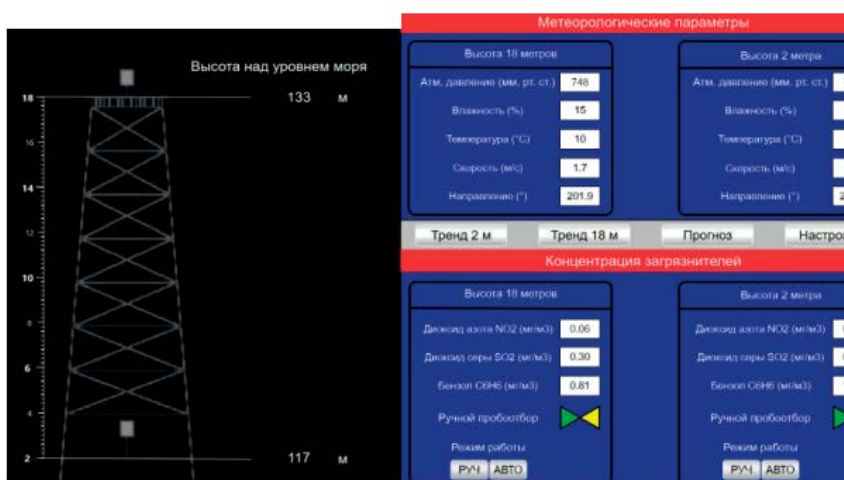 Высота над уровнем моря
18
133 м
16
14
12
10
8
6
4
2
117 м
Метеорологические параметры
Высота 18 метров
Атм. давление (мм. рт. ст.) 748
Влажность (%) 15
Температура (°C) 10
Скорость (м/с) 1.7
Направление (°) 201.9
Высота 2 метра
Атм. давление (мм. рт. ст.)
Влажность (%)
Температура (°C)
Скорость (м/с)
Направление (°) 2
Тренд 2 м Тренд 18 м Прогноз Настро
Концентрация загрязнителей
Высота 18 метров
Диоксид азота NO2 (мг/м3) 0.06
Диоксид серы SO2 (мг/м3) 0.30
Бензол C6H6 (мг/м3) 0.81
Ручной пробоотбор
Режим работы
РУЧ АВТО
Высота 2 метра
Диоксид азота NO2 (мг/м3)
Диоксид серы SO2 (мг/м3)
Бензол C6H6 (мг/м3)
Ручной пробоотбор
Режим работы
РУЧ АВТО